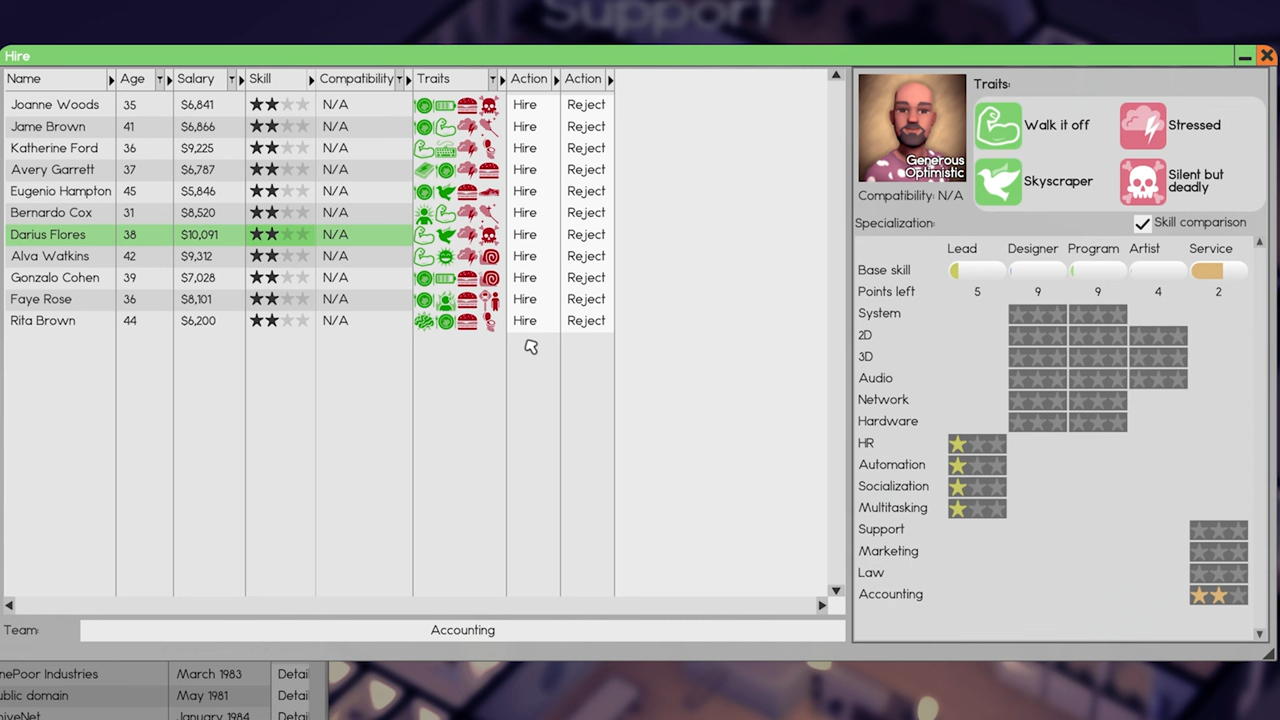 Support
Hire
Name Age Salary Skill Compatibility Traits Action Action
Joanne Woods 35 $6,841 N/A Hire Reject
Jame Brown 41 $6,866 N/A Hire Reject
Katherine Ford 36 $9,225 N/A Hire Reject
Avery Garrett 37 $6,787 N/A Hire Reject
Eugenio Hampton 45 $5,846 N/A Hire Reject
Bernardo Cox 31 $8,520 N/A Hire Reject
Darius Flores 38 $10,091 N/A Hire Reject
Alva Watkins 42 $9,312 N/A Hire Reject
Gonzalo Cohen 39 $7,028 N/A Hire Reject
Faye Rose 36 $8,101 N/A Hire Reject
Rita Brown 44 $6,200 N/A Hire Reject
Team: Accounting
Generous
Optimistic
Compatibility: N/A
Traits:
Walk it off
Stressed
Skyscraper
Silent but
deadly
Specialization:
Skill comparison
Lead Designer Program Artist Service
Base skill
Points left 5 9 9 4 2
System
2D
3D
Audio
Network
Hardware
HR
Automation
Socialization
Multitasking
Support
Marketing
Law
Accounting
nePoor Industries March 1983 Detai
ublic domain May 1981 Detai
hiveNet January 1984 Detai